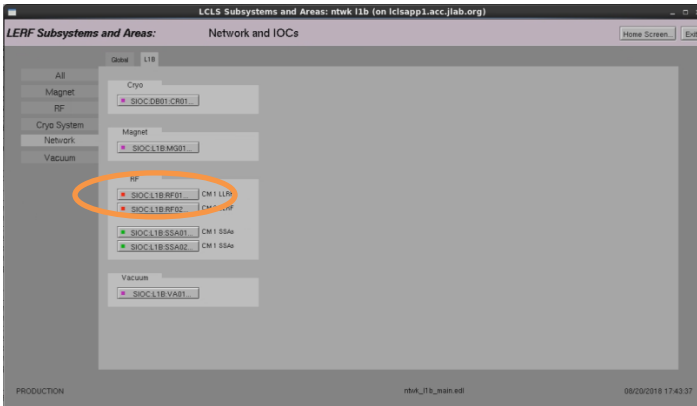 LCLS Subsystems and Areas: ntwk l1b (on lclsapp1.acc.jlab.org)
LERF Subsystems and Areas: Network and IOCs Home Screen... Exit
Global L1B
All
Magnet
RF
Cryo System
Network
Vacuum
Cryo
SIOC:DB01:CR01...
Magnet
SIOC:L1B:MG01...
RF
SIOC:L1B:RF01... CM 1 LLRF
SIOC:L1B:RF02...
SIOC:L1B:SSA01... CM 1 SSAs
SIOC:L1B:SSA02... CM 1 SSAs
Vacuum
SIOC:L1B:VA01...
PRODUCTION ntwk_l1b_main.edl 08/20/2018 17:43:37